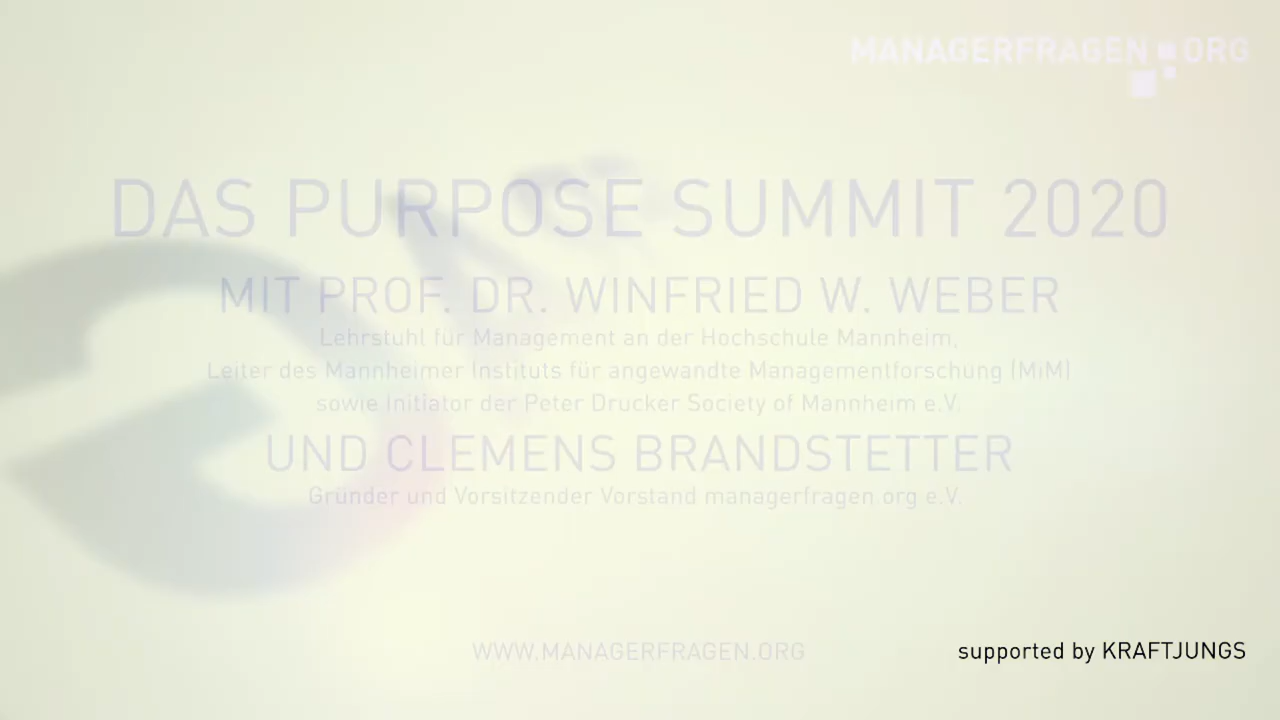 MANAGERFRAGEN.ORG
DAS PURPOSE SUMMIT 2020
MIT PROF. DR. WINFRIED W. WEBER
Lehrstuhl für Management an der Hochschule Mannheim,
Leiter des Mannheimer Instituts für angewandte Managementforschung (MiM)
sowie Initiator der Peter Drucker Society of Mannheim e.V.
UND CLEMENS BRANDSTETTER
Gründer und Vorsitzender Vorstand managerfragen.org e.V.
WWW.MANAGERFRAGEN.ORG
supported by KRAFTJUNGS